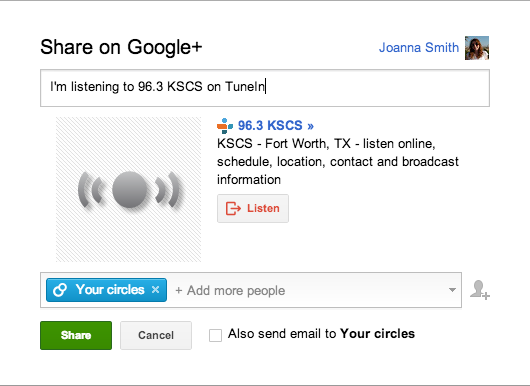 Share on Google+
Joanna Smith
I'm listening to 96.3 KSCS on TuneIn
96.3 KSCS »
KSCS - Fort Worth, TX - listen online,
schedule, location, contact and broadcast
information
Listen
Your circles × + Add more people
Share Cancel Also send email to Your circles